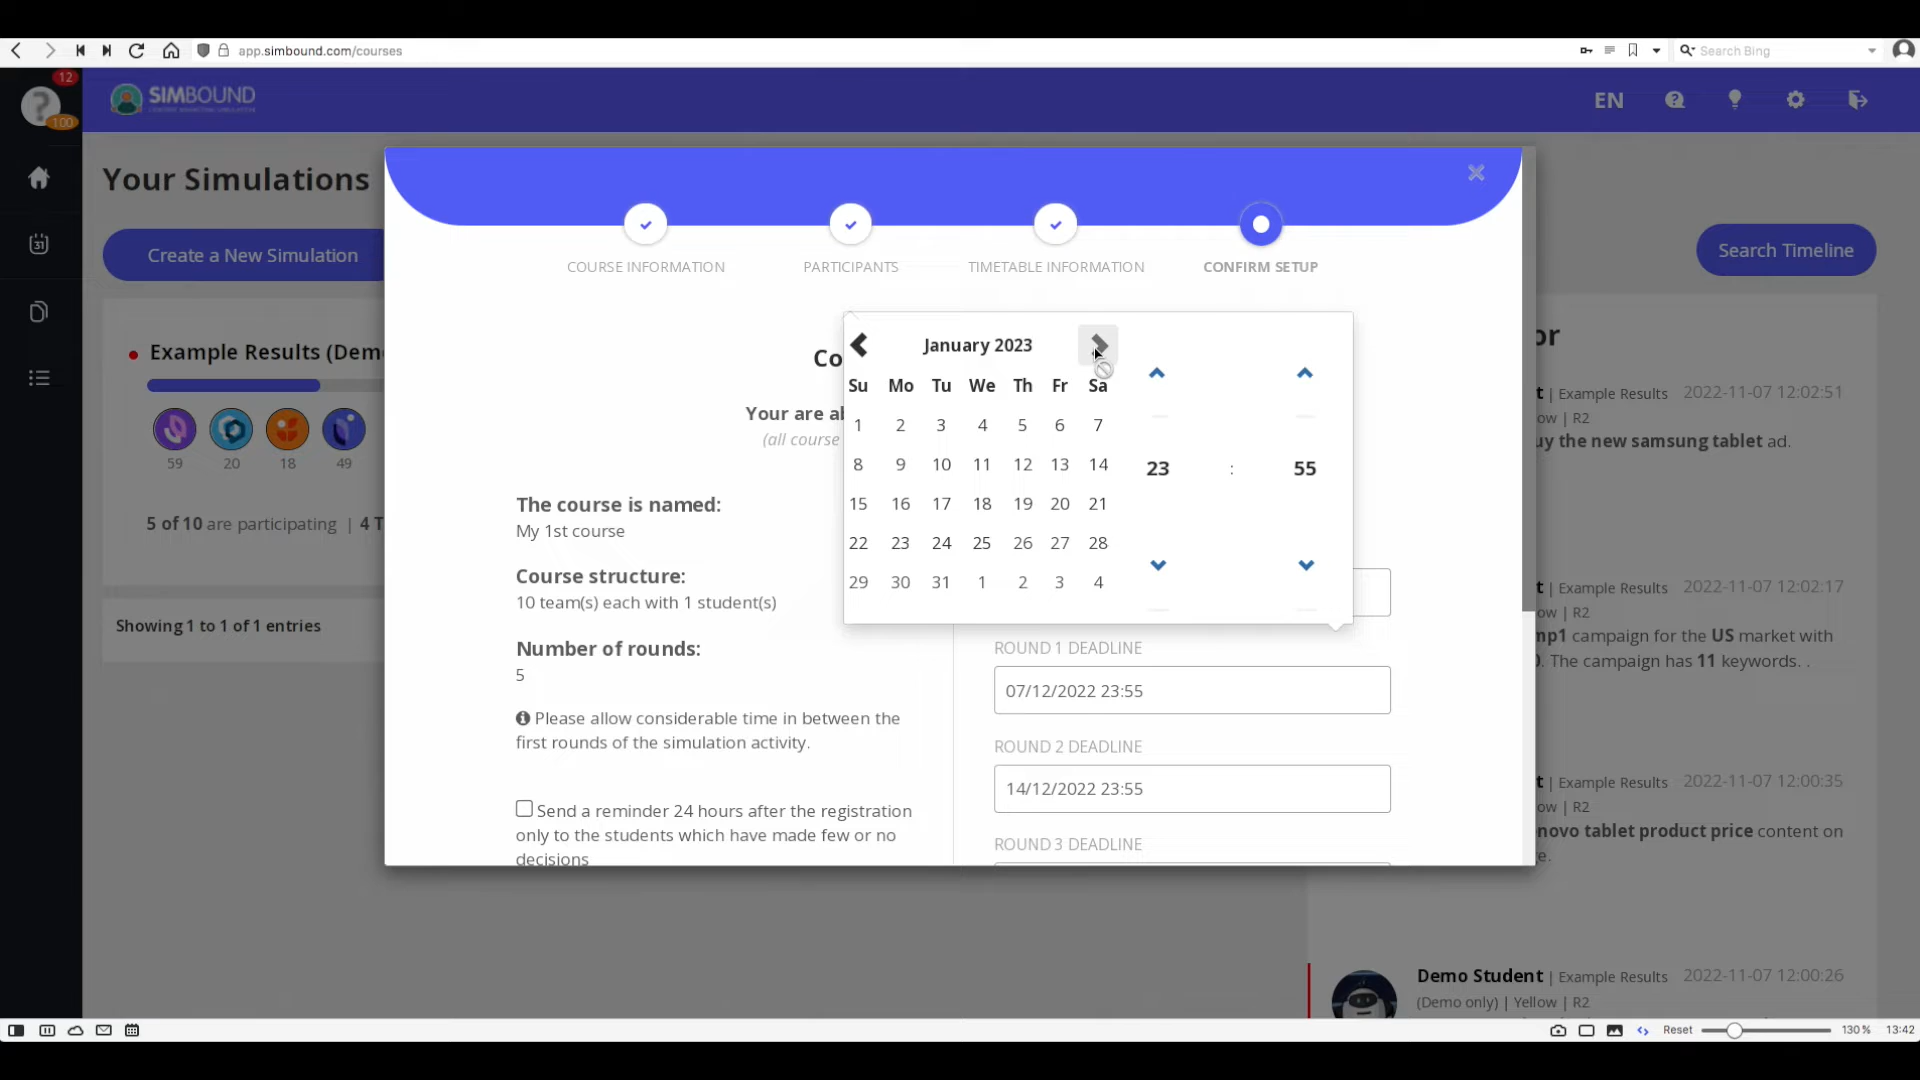 app.simbound.com/courses
Search Bing
12
100
SIMBOUND
EN
Your Simulations
Create a New Simulation
Search Timeline
COURSE INFORMATION
PARTICIPANTS
TIMETABLE INFORMATION
CONFIRM SETUP
Example Results (Dem
59 20 18 49
5 of 10 are participating | 4 T
Showing 1 to 1 of 1 entries
Co
Your are ab
(all course
The course is named:
My 1st course
Course structure:
10 team(s) each with 1 student(s)
Number of rounds:
5
Please allow considerable time in between the
first rounds of the simulation activity.
Send a reminder 24 hours after the registration
only to the students which have made few or no
decisions
January 2023
Su Mo Tu We Th Fr Sa
1 2 3 4 5 6 7
8 9 10 11 12 13 14
15 16 17 18 19 20 21
22 23 24 25 26 27 28
29 30 31 1 2 3 4
23 : 55
ROUND 1 DEADLINE
07/12/2022 23:55
ROUND 2 DEADLINE
14/12/2022 23:55
ROUND 3 DEADLINE
or
t | Example Results 2022-11-07 12:02:51
ow | R2
uy the new samsung tablet ad.
t | Example Results 2022-11-07 12:02:17
ow | R2
mp1 campaign for the US market with
). The campaign has 11 keywords. .
t | Example Results 2022-11-07 12:00:35
ow | R2
novo tablet product price content on
e.
Demo Student | Example Results 2022-11-07 12:00:26
(Demo only) | Yellow | R2
Reset
130 %
13:42